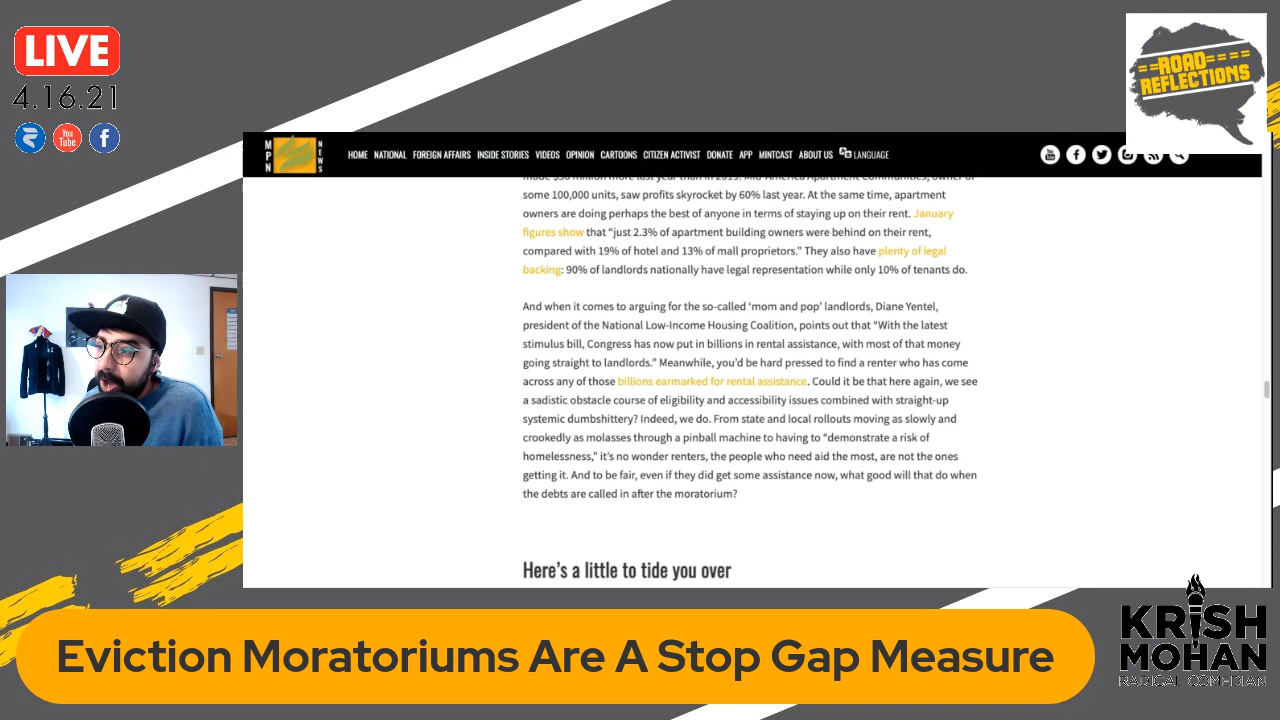 LIVE
4.16.21
You
Tube
==ROAD====
==REFLECTIONS
MPN
NEWS
HOME NATIONAL FOREIGN AFFAIRS INSIDE STORIES VIDEOS OPINION CARTOONS CITIZEN ACTIVIST DONATE APP MINTCAST ABOUT US LANGUAGE
some 100,000 units, saw profits skyrocket by 60% last year. At the same time, apartment
owners are doing perhaps the best of anyone in terms of staying up on their rent. January
figures show that “just 2.3% of apartment building owners were behind on their rent,
compared with 19% of hotel and 13% of mall proprietors.” They also have plenty of legal
backing: 90% of landlords nationally have legal representation while only 10% of tenants do.
And when it comes to arguing for the so-called ‘mom and pop’ landlords, Diane Yentel,
president of the National Low-Income Housing Coalition, points out that “With the latest
stimulus bill, Congress has now put in billions in rental assistance, with most of that money
going straight to landlords.” Meanwhile, you’d be hard pressed to find a renter who has come
across any of those billions earmarked for rental assistance. Could it be that here again, we see
a sadistic obstacle course of eligibility and accessibility issues combined with straight-up
systemic dumbshittery? Indeed, we do. From state and local rollouts moving as slowly and
crookedly as molasses through a pinball machine to having to “demonstrate a risk of
homelessness,” it’s no wonder renters, the people who need aid the most, are not the ones
getting it. And to be fair, even if they did get some assistance now, what good will that do when
the debts are called in after the moratorium?
Here’s a little to tide you over
Eviction Moratoriums Are A Stop Gap Measure
KRISH
MOHAN
RADICAL COMEDIAN